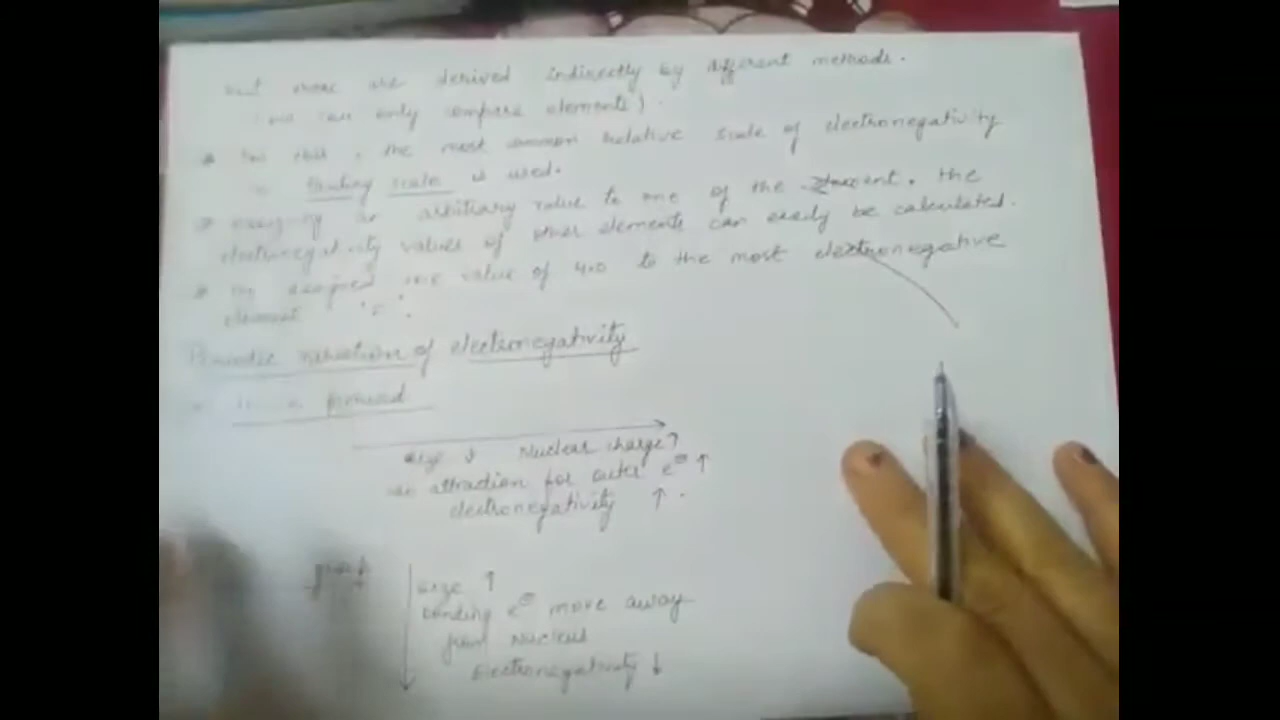 are derived indirectly by different methods.
can only compare elements).
the most common relative scale of electronegativity
Pauling scale is used.
an arbitrary value to one of the element. the
electronegativity values of other elements can easily be calculated.
assigned value of 4.0 to the most electronegative
element
Periodic variation of electronegativity
period
size ↓ Nuclear charge ↑
attraction for outer e⊖ ↑
electronegativity ↑.
group size ↑
bonding e⊖ move away
from Nucleus
Electronegativity ↓